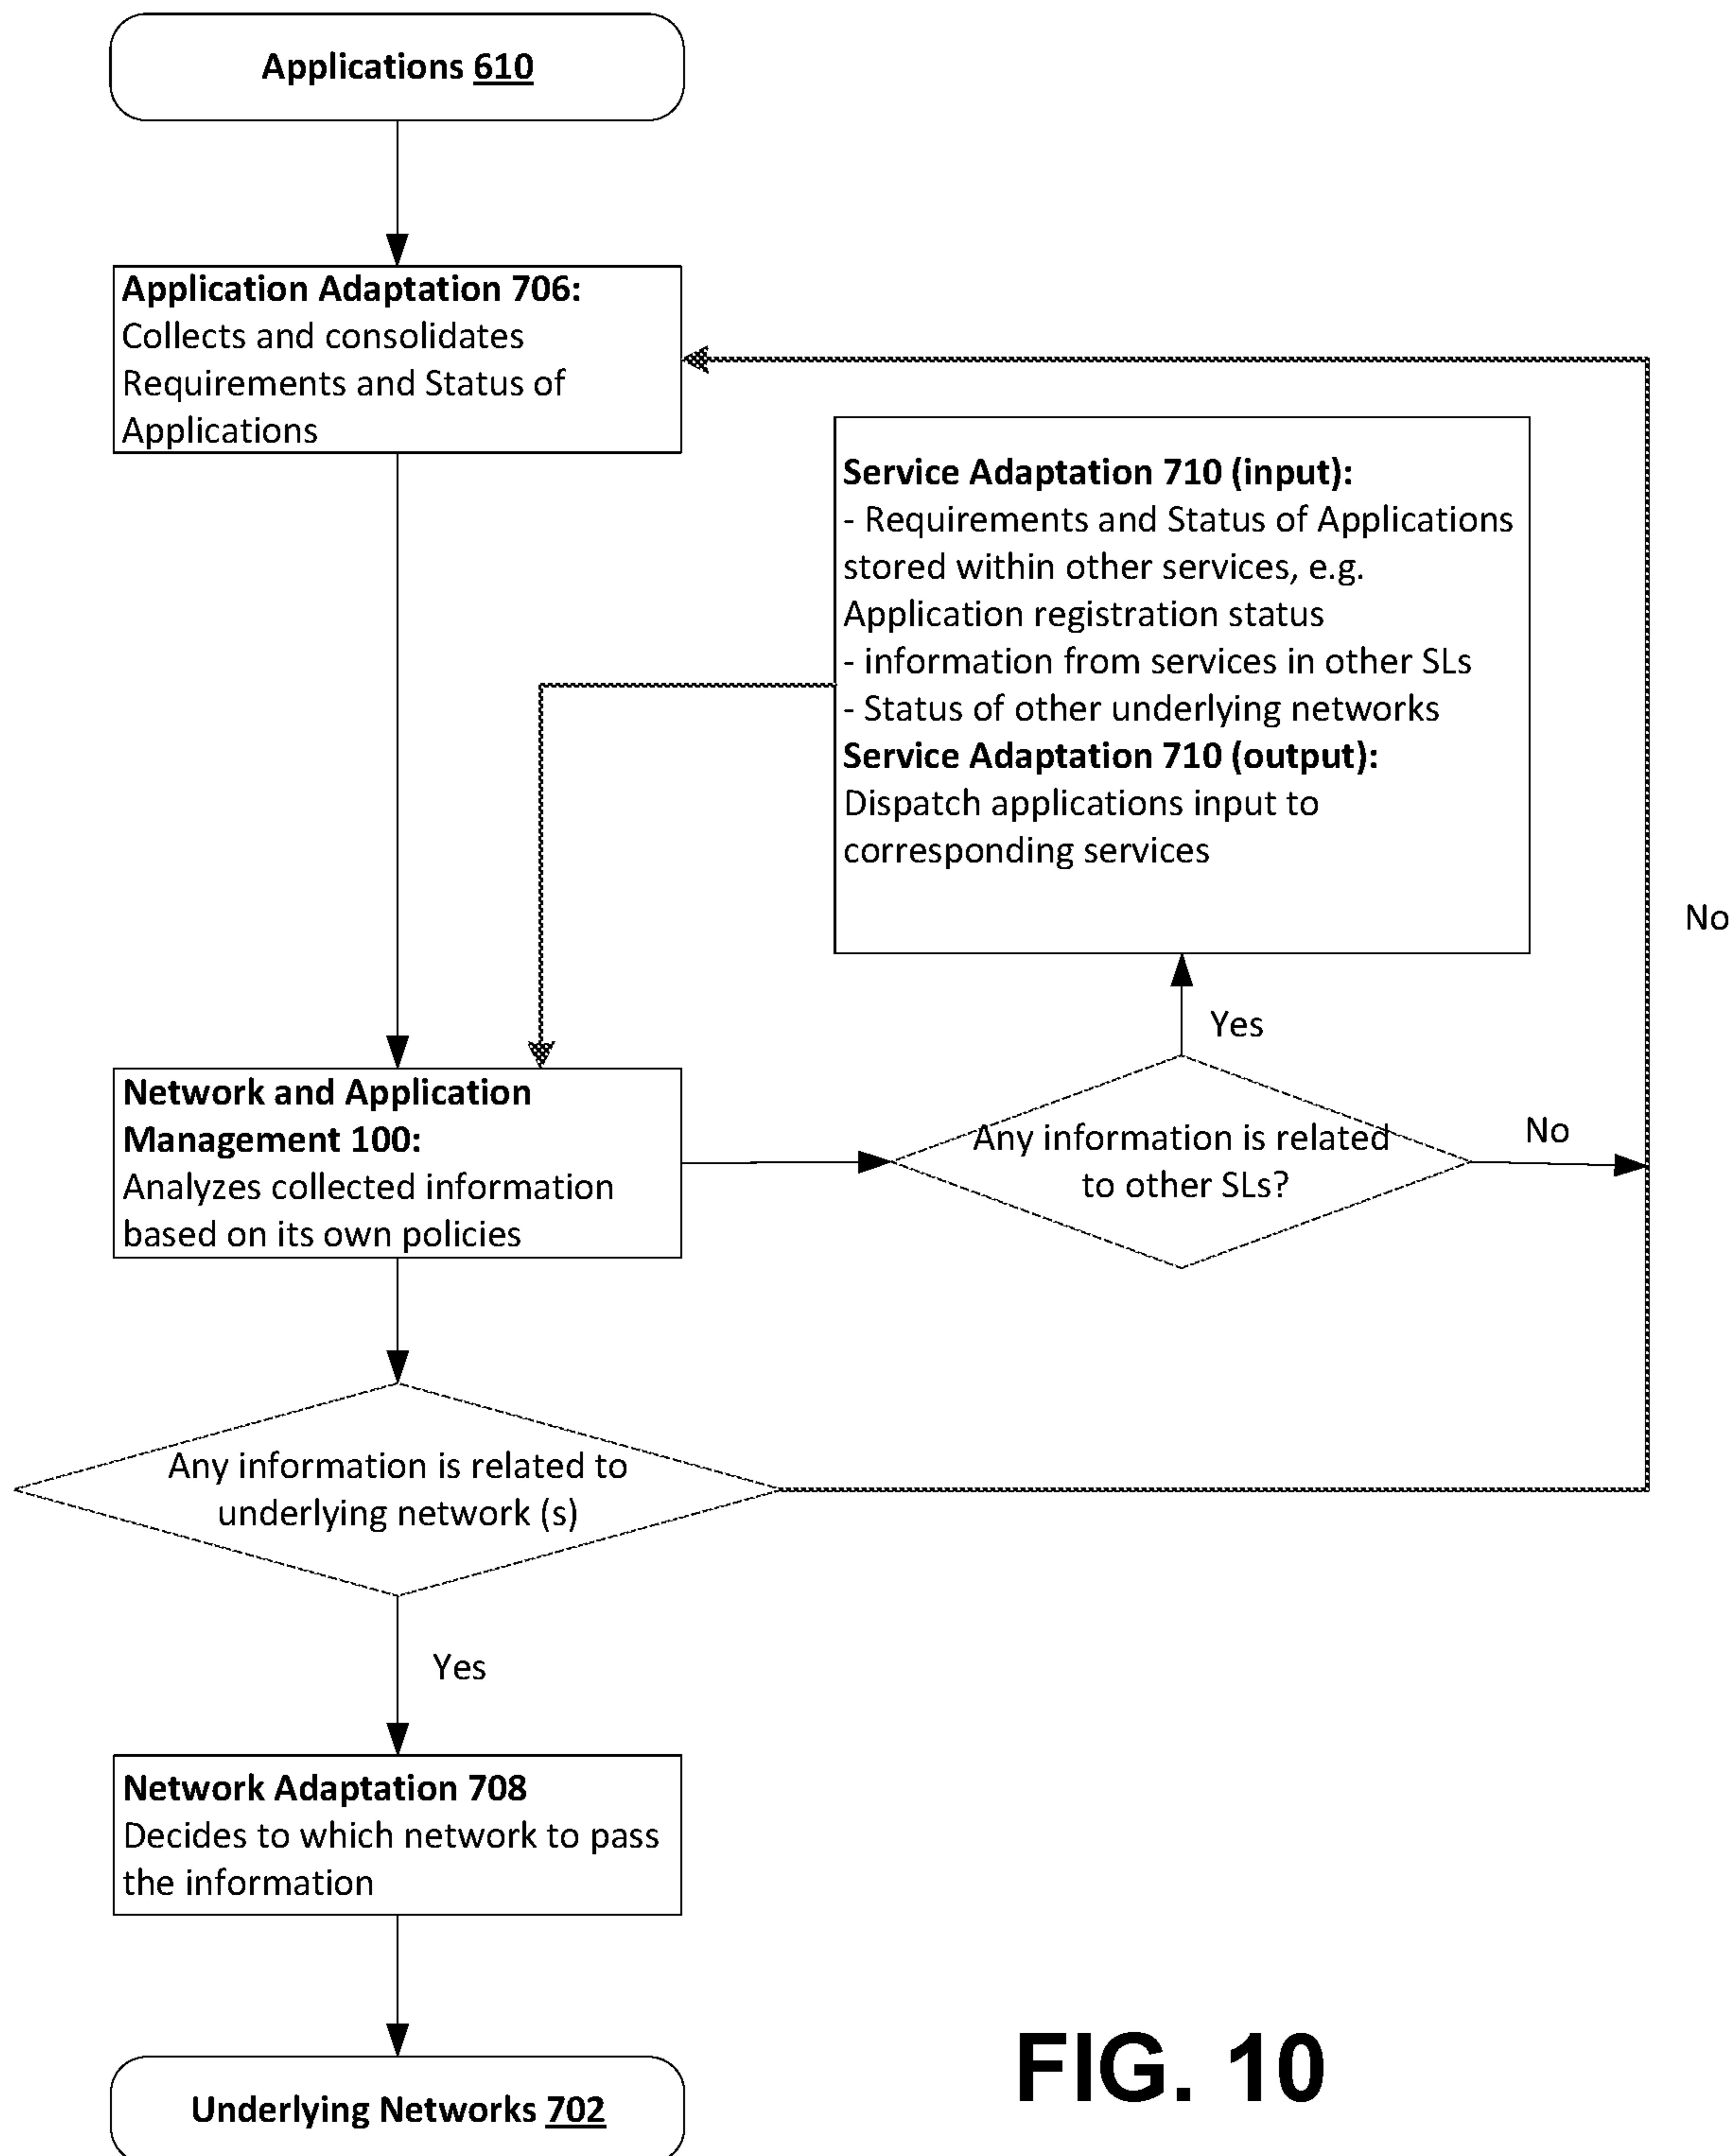 Applications 610
Application Adaptation 706:
Collects and consolidates
Requirements and Status of
Applications
Service Adaptation 710 (input):
- Requirements and Status of Applications
stored within other services, e.g.
Application registration status
- information from services in other SLs
- Status of other underlying networks
Service Adaptation 710 (output):
Dispatch applications input to
corresponding services
No
Yes
Network and Application
Management 100:
Analyzes collected information
based on its own policies
Any information is related
to other SLs?
No
Any information is related to
underlying network (s)
Yes
Network Adaptation 708
Decides to which network to pass
the information
Underlying Networks 702
FIG. 10